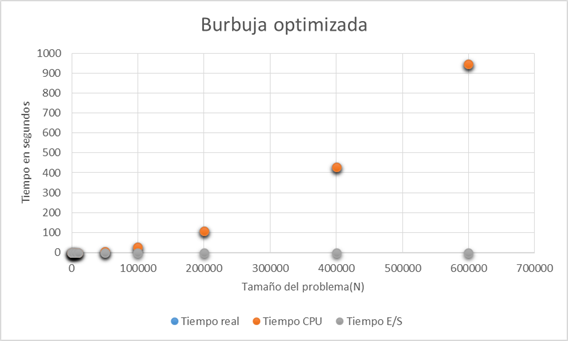 Burbuja optimizada
Tiempo en segundos
1000
900
800
700
600
500
400
300
200
100
0
0 100000 200000 300000 400000 500000 600000 700000
Tamaño del problema(N)
Tiempo real Tiempo CPU Tiempo E/S